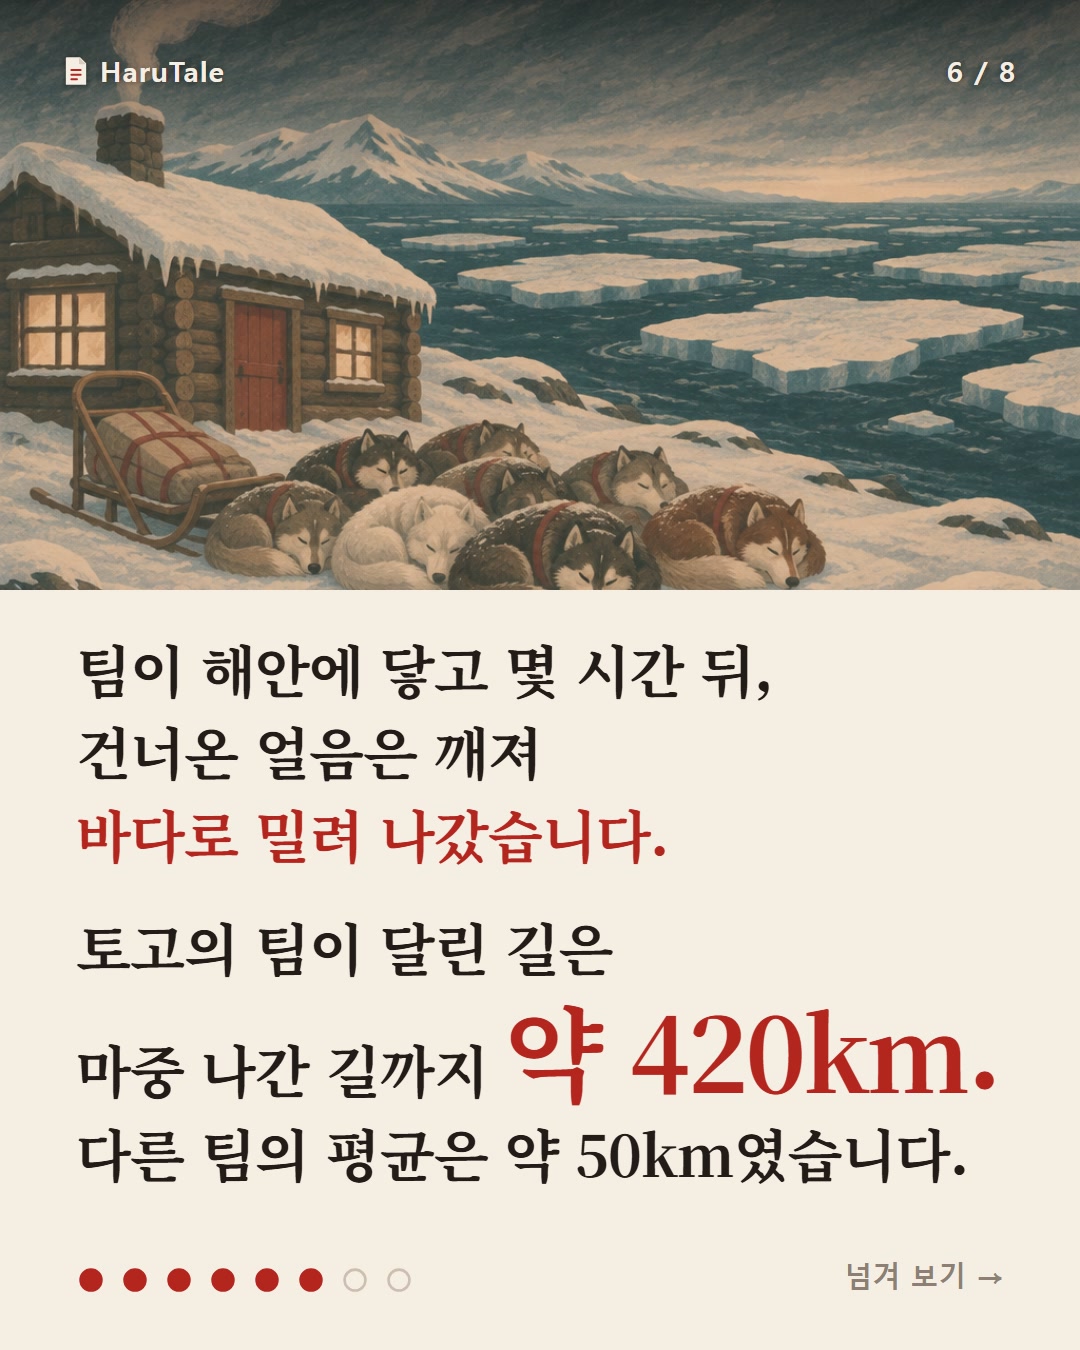 HaruTale
6 / 8
팀이 해안에 닿고 몇 시간 뒤,
건너온 얼음은 깨져
바다로 밀려 나갔습니다.
토고의 팀이 달린 길은
마중 나간 길까지 약 420km.
다른 팀의 평균은 약 50km였습니다.
넘겨 보기 →